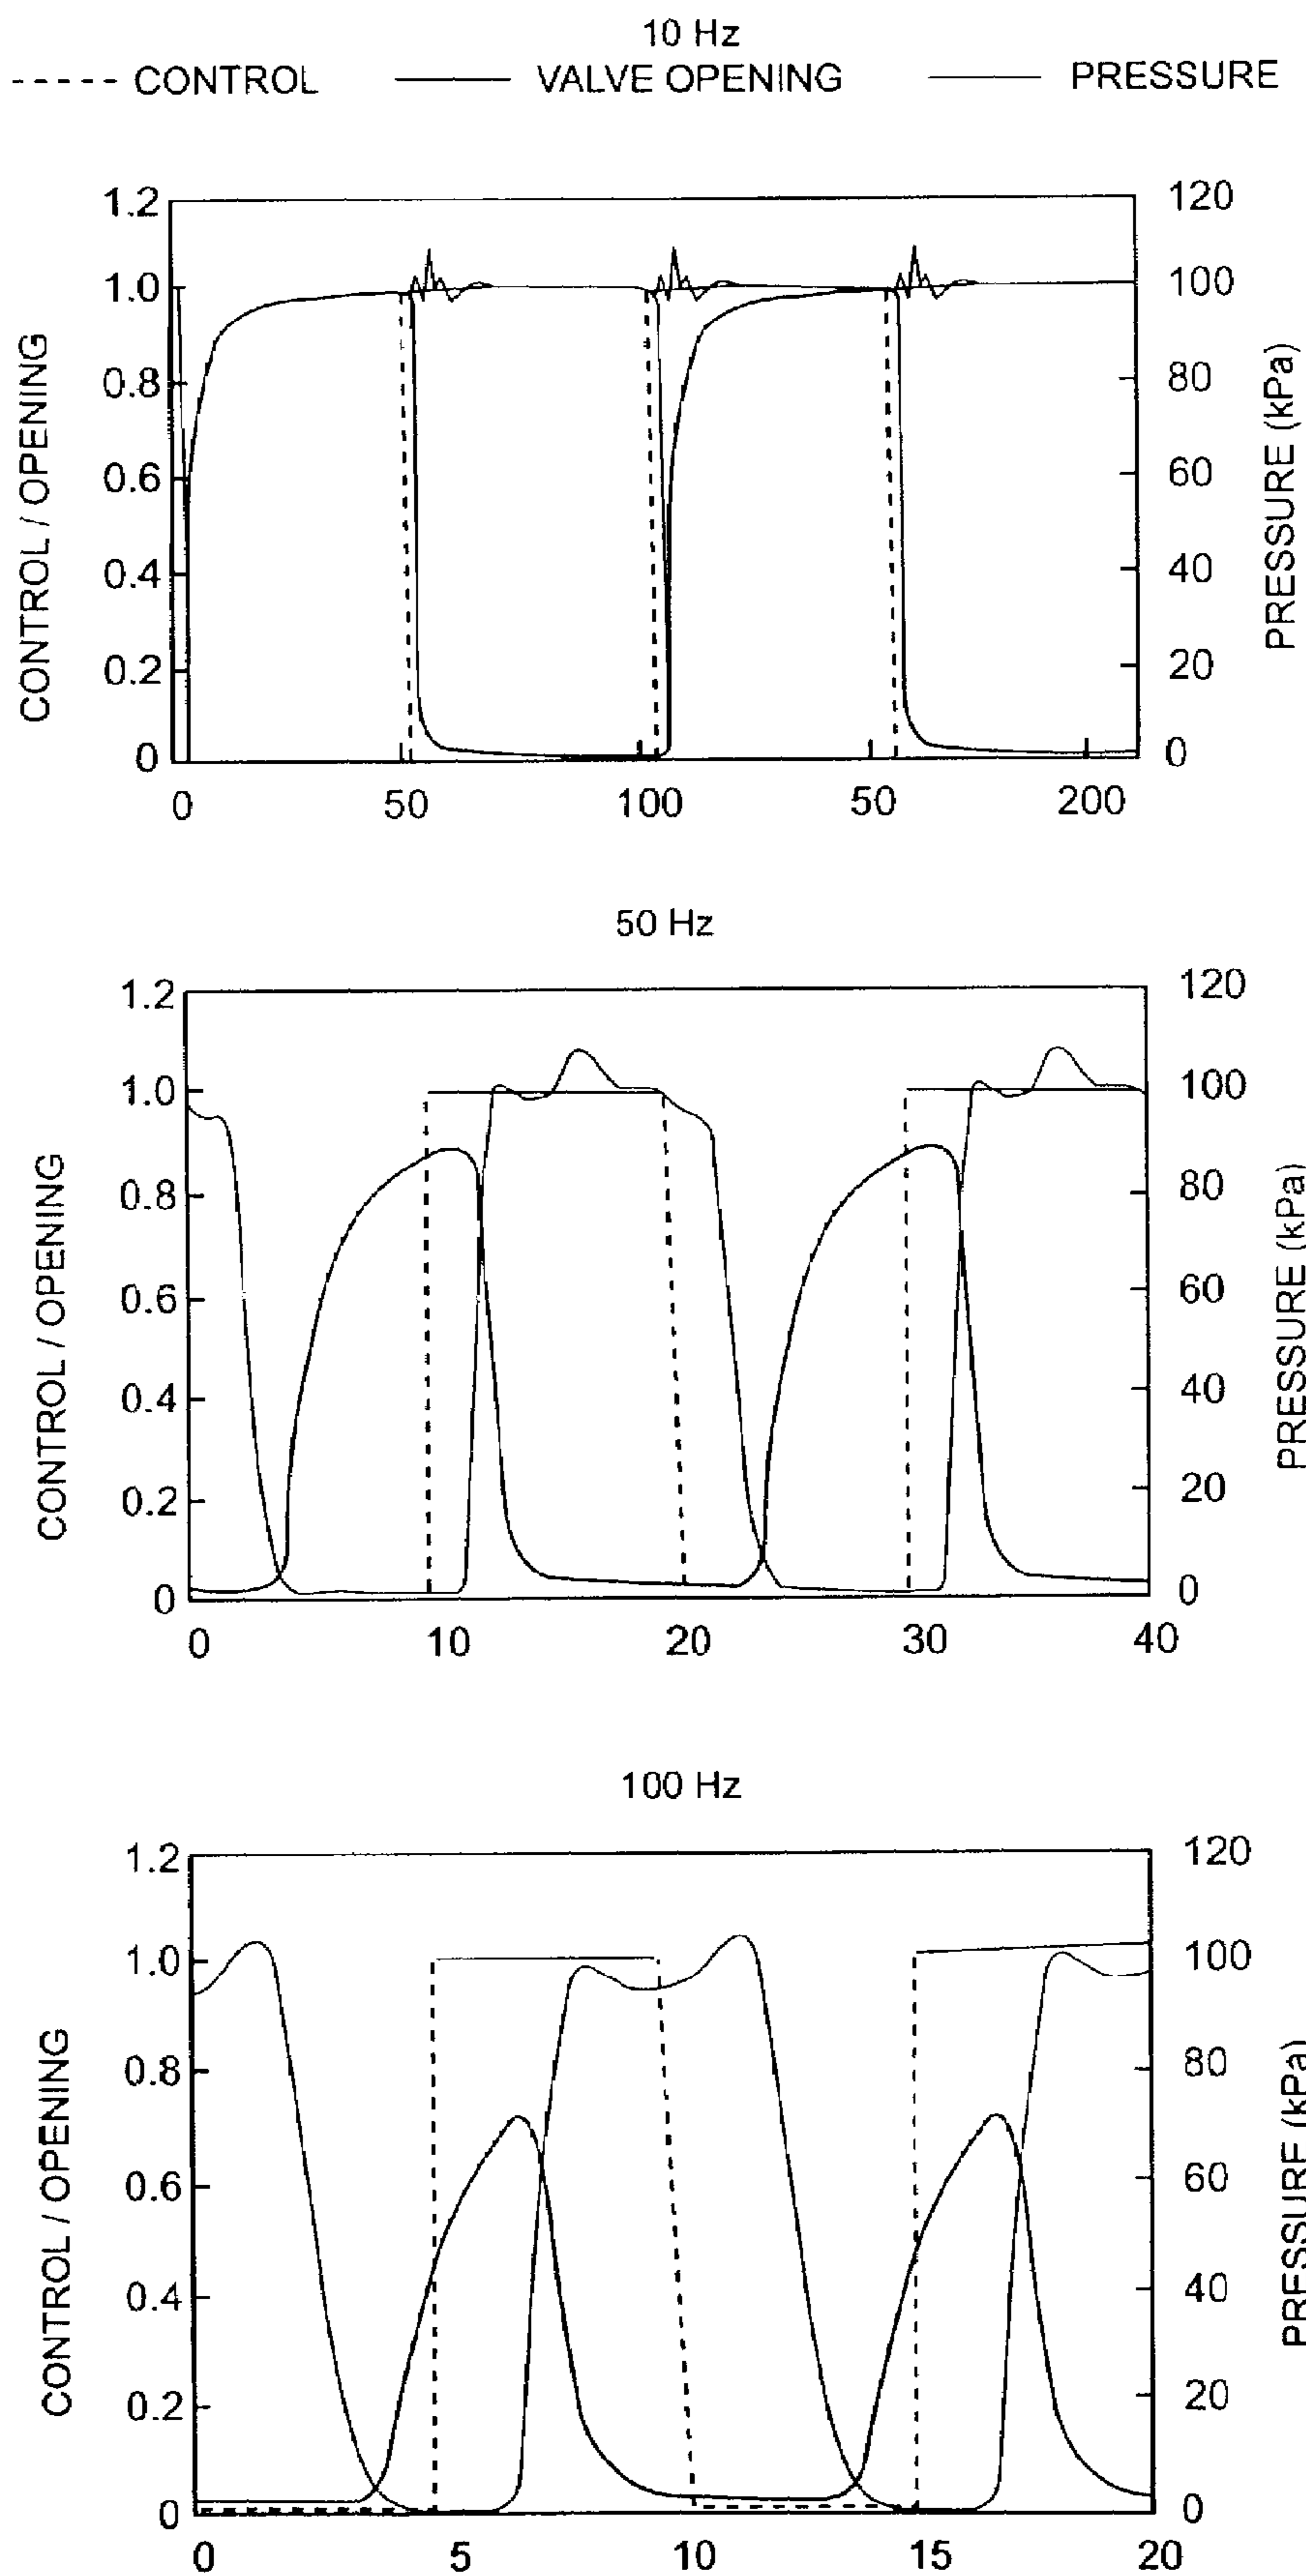 10 Hz
CONTROL VALVE OPENING PRESSURE
1.2 120
1.0 100
0.8 80
0.6 60
0.4 40
0.2 20
0 0
CONTROL / OPENING
PRESSURE (kPa)
0 50 100 50 200
50 Hz
1.2 120
1.0 100
0.8 80
0.6 60
0.4 40
0.2 20
0 0
CONTROL / OPENING
PRESSURE (kPa)
0 10 20 30 40
100 Hz
1.2 120
1.0 100
0.8 80
0.6 60
0.4 40
0.2 20
0 0
CONTROL / OPENING
PRESSURE (kPa)
0 5 10 15 20